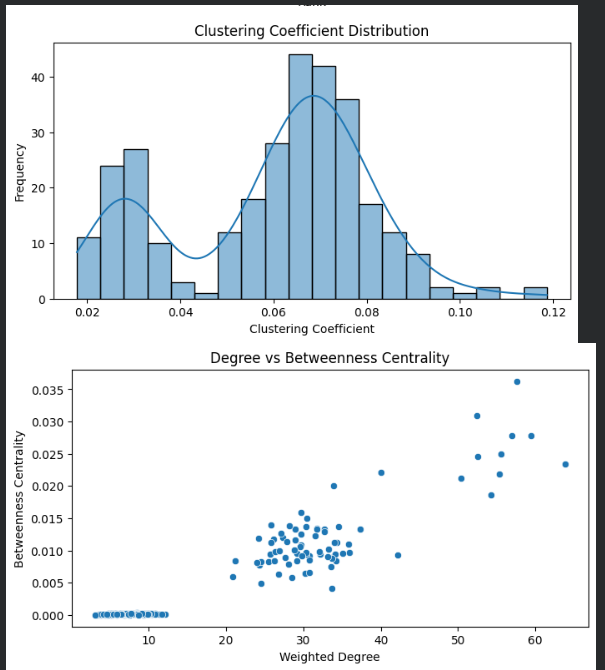 Clustering Coefficient Distribution
Frequency
40
30
20
10
0
0.02 0.04 0.06 0.08 0.10 0.12
Clustering Coefficient
Degree vs Betweenness Centrality
Betweenness Centrality
0.035
0.030
0.025
0.020
0.015
0.010
0.005
0.000
10 20 30 40 50 60
Weighted Degree